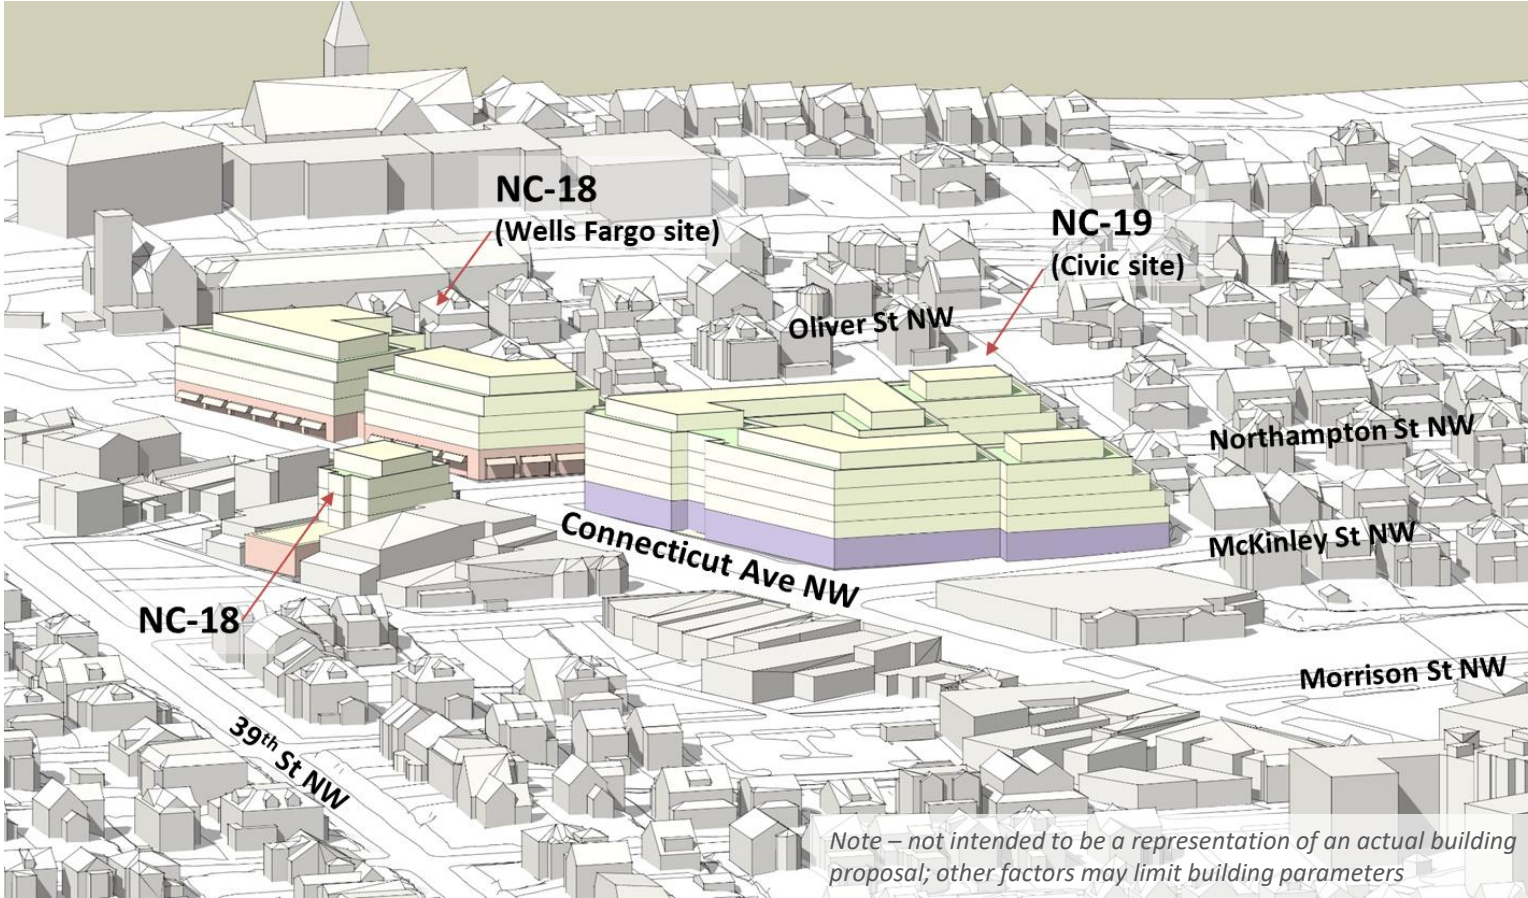 NC-18
(Wells Fargo site)
NC-19
(Civic site)
Oliver St NW
Northampton St NW
Connecticut Ave NW
McKinley St NW
NC-18
Morrison St NW
39th St NW
Note – not intended to be a representation of an actual building
proposal; other factors may limit building parameters